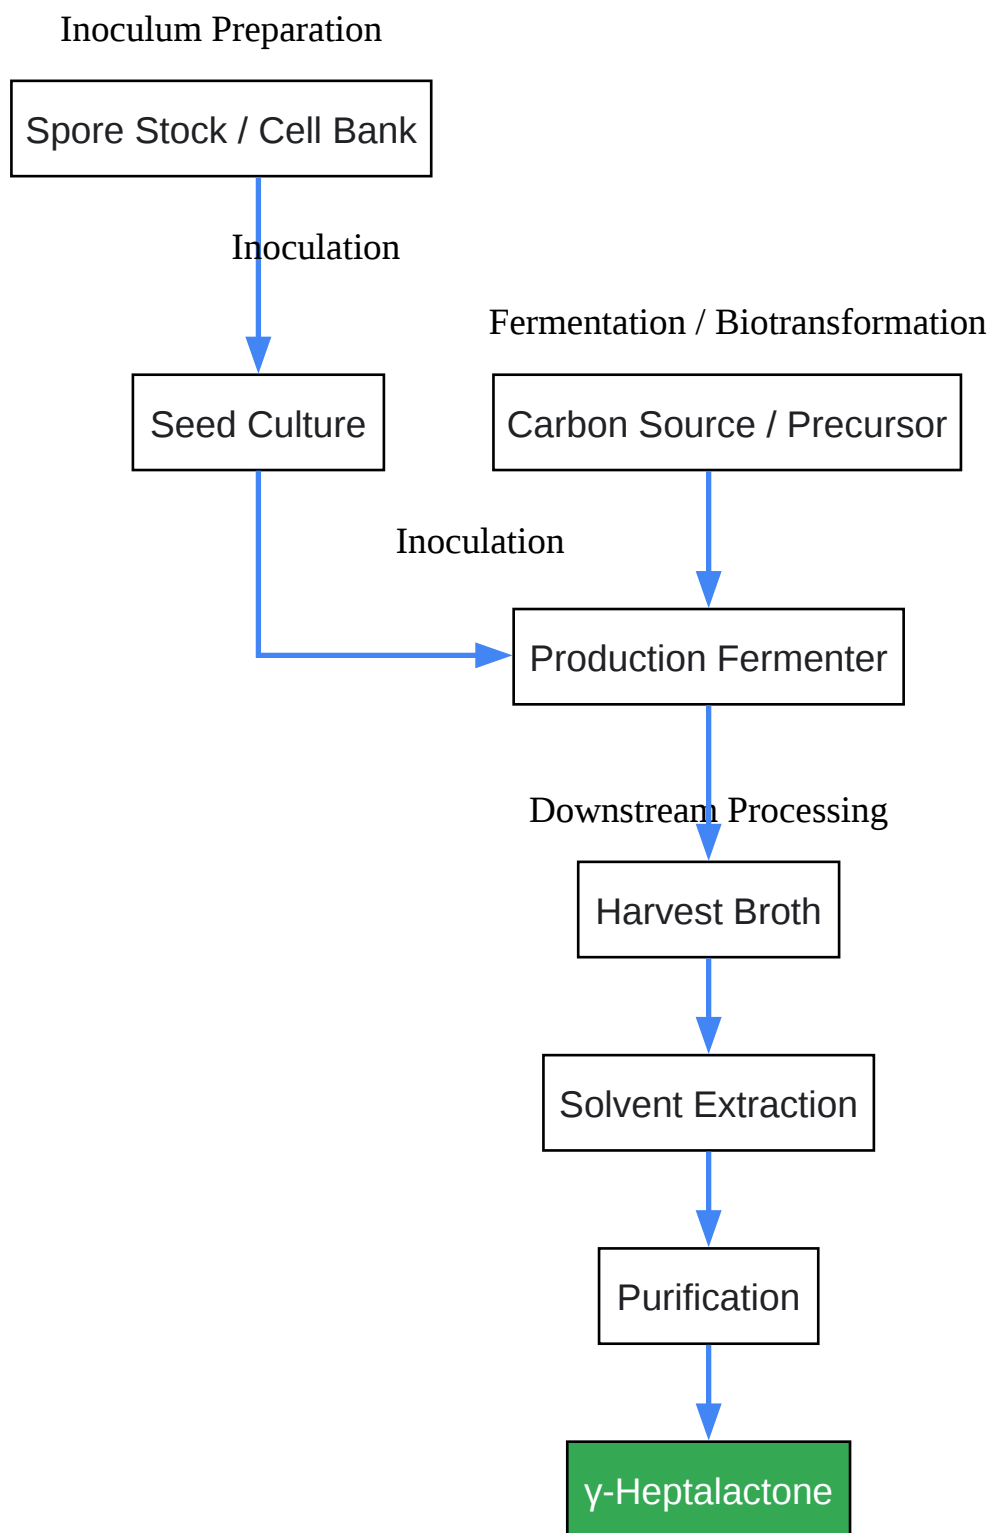 Inoculum Preparation
Spore Stock / Cell Bank
Inoculation
Fermentation / Biotransformation
Seed Culture
Carbon Source / Precursor
Inoculation
Production Fermenter
Downstream Processing
Harvest Broth
Solvent Extraction
Purification
γ-Heptalactone